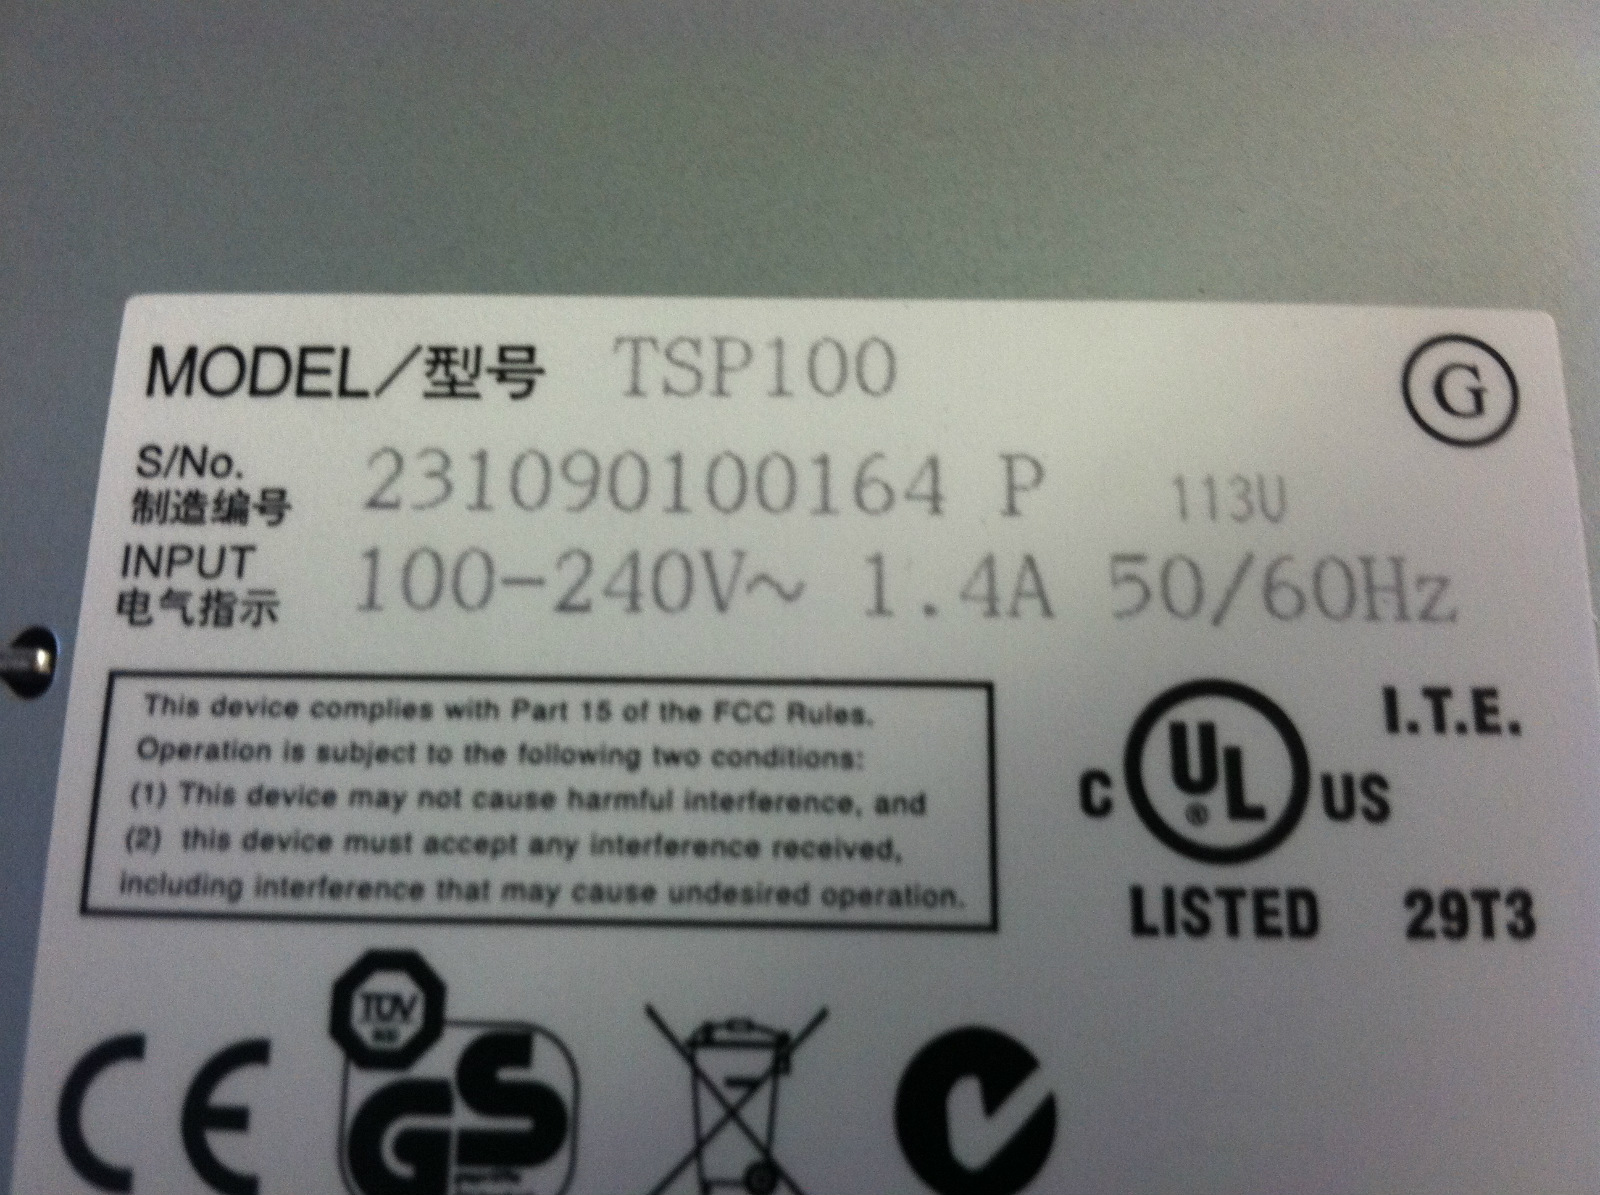 MODEL/型号 TSP100
G
S/No.
制造编号
231090100164 P 113U
INPUT
电气指示
100-240V~ 1.4A 50/60Hz
This device complies with Part 15 of the FCC Rules.
Operation is subject to the following two conditions:
(1) This device may not cause harmful interference, and
(2) this device must accept any interference received,
including interference that may cause undesired operation.
I.T.E.
C UL ® US
LISTED 29T3
CE
TÜV
GS
geprüfte